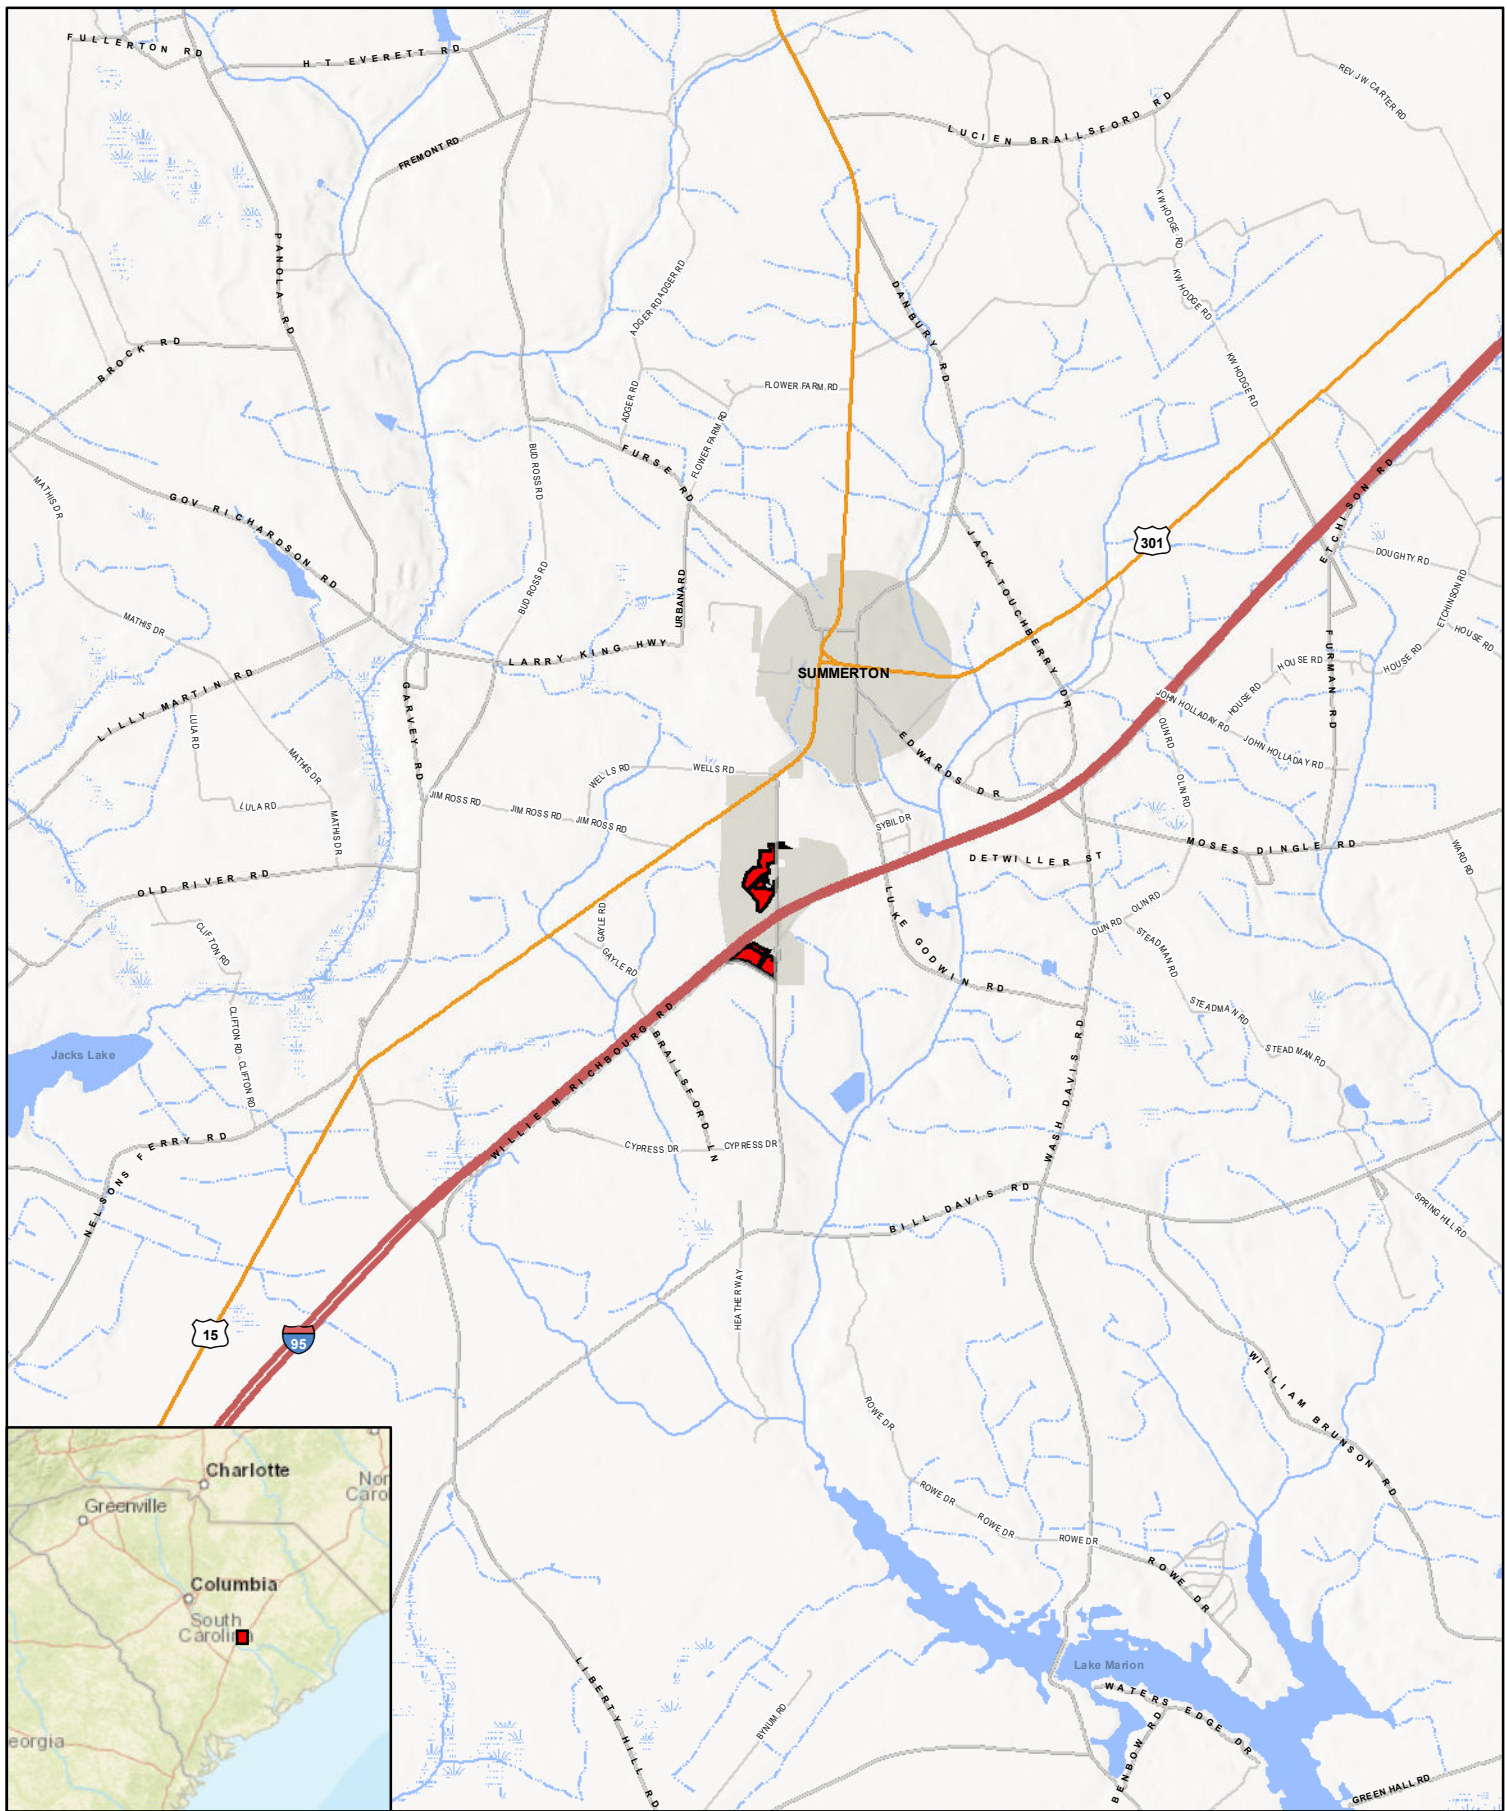 FULLERTON RD
H T EVERETT RD
REV J W CARTER RD
LUCIEN BRAILSFORD RD
FREMONT RD
KW HODGE RD
PANOLA RD
ADGER RD
ADGER RD
KW HODGE RD
DANBURY RD
BROCK RD
KW HODGE RD
FLOWER FARM RD
ADGER RD
FLOWER FARM RD
BUD ROSS RD
FURSE RD
MATHIS DR
GOV RICHARDSON RD
ETCHISON RD
301
DOUGHTY RD
JACK TOUCHBERRY DR
BUD ROSS RD
URBANA RD
ETCHINSON RD
MATHIS DR
HOUSE RD
LARRY KING HWY
HOUSE RD
HOUSE RD
SUMMERTON
LILLY MARTIN RD
FURMAN RD
HOUSE RD
GARVEY RD
JOHN HOLLADAY RD
LULA RD
OLIN RD
JOHN HOLLADAY RD
MATHIS DR
EDWARDS DR
WELLS RD
WELLS RD
OLIN RD
JIM ROSS RD
JIM ROSS RD
JIM ROSS RD
LULA RD
MATHIS DR
SYBIL DR
MOSES DINGLE RD
WARD RD
DETWILLER ST
OLD RIVER RD
LUKE GODWIN RD
OLIN RD
OLIN RD
GAYLE RD
CLIFTON RD
GAYLE RD
STEADMAN RD
STEADMAN RD
CLIFTON RD
CLIFTON RD
STEADMAN RD
Jacks Lake
WILLIE M RICHBOURG RD
BRAILSFORD LN
WASH DAVIS RD
CYPRESS DR
CYPRESS DR
NELSONS FERRY RD
BILL DAVIS RD
SPRING HILL RD
HEATHER WAY
15
95
WILLIAM BRUNSON RD
ROWE DR
ROWE DR
ROWE DR
ROWE DR
ROWE DR
Charlotte
Nor
Caro
Greenville
Columbia
South
Carolina
eorgia
Lake Marion
LIBERTY HILL RD
BYNUM RD
WATERS EDGE DR
BENBOW RD
GREEN HALL RD